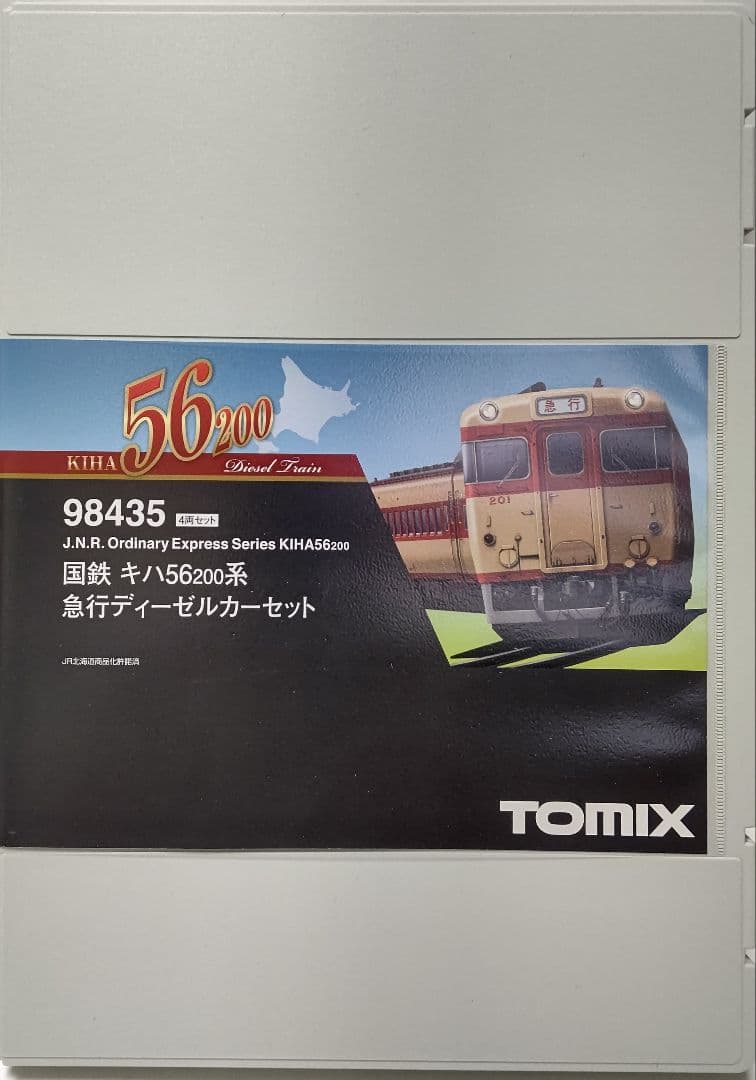 KIHA 56 200
Diesel Train
急行
201
98435 4両セット
J.N.R. Ordinary Express Series KIHA56200
国鉄 キハ56200系
急行ディーゼルカーセット
JR北海道商品化許諾済
TOMIX